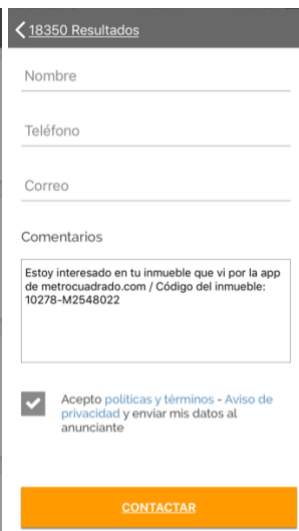 18350 Resultados
Nombre
Teléfono
Correo
Comentarios
Estoy interesado en tu inmueble que vi por la app
de metrocuadrado.com / Código del inmueble:
10278-M2548022
Acepto políticas y términos - Aviso de
privacidad y enviar mis datos al
anunciante
CONTACTAR